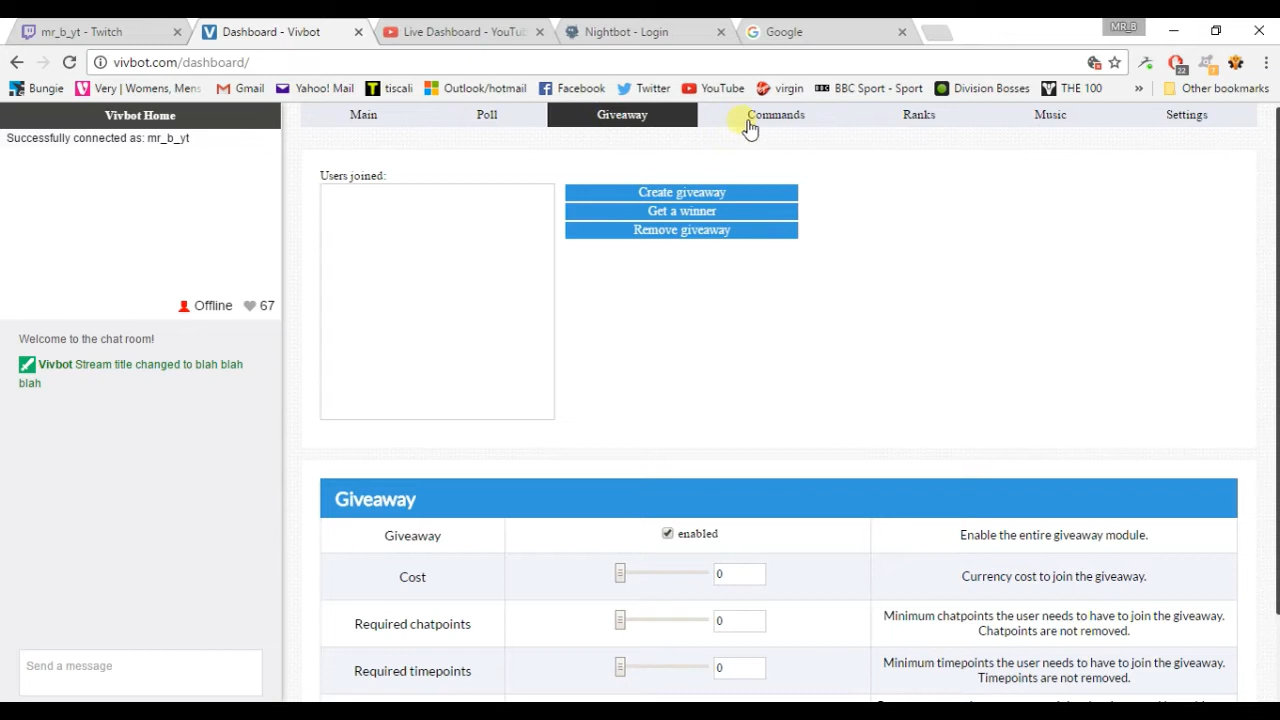 mr_b_yt - Twitch
Dashboard - Vivbot
Live Dashboard - YouTu
Nightbot - Login
Google
MR_B
vivbot.com/dashboard/
22
7
Bungie
Very | Womens, Mens
Gmail
Yahoo! Mail
tiscali
Outlook/hotmail
Facebook
Twitter
YouTube
virgin
BBC Sport - Sport
Division Bosses
THE 100
»
Other bookmarks
Vivbot Home
Main
Poll
Giveaway
Commands
Ranks
Music
Settings
Successfully connected as: mr_b_yt
Users joined:
Create giveaway
Get a winner
Remove giveaway
Offline 67
Welcome to the chat room!
Vivbot Stream title changed to blah blah
blah
Send a message
Giveaway
Giveaway
enabled
Enable the entire giveaway module.
Cost
0
Currency cost to join the giveaway.
Required chatpoints
0
Minimum chatpoints the user needs to have to join the giveaway.
Chatpoints are not removed.
Required timepoints
0
Minimum timepoints the user needs to have to join the giveaway.
Timepoints are not removed.